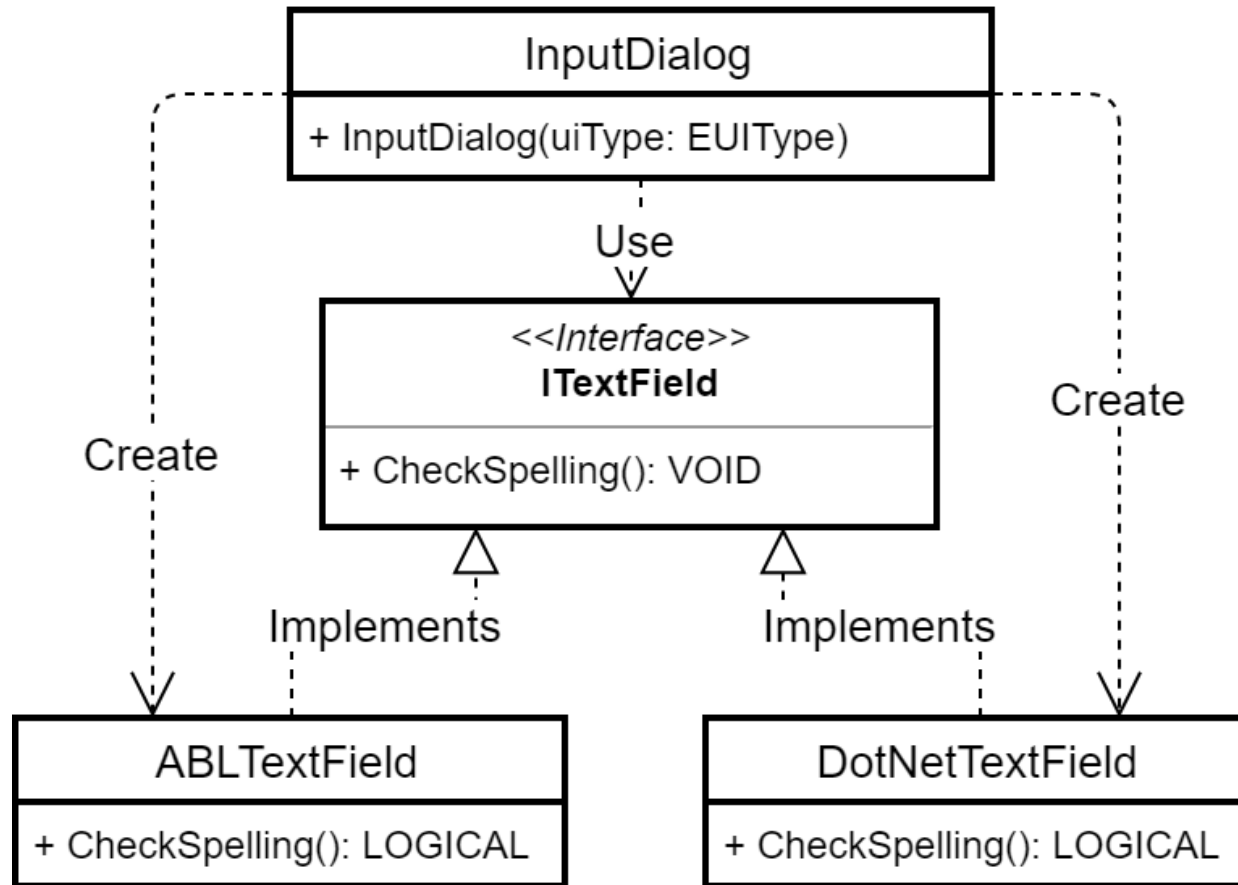 InputDialog
+ InputDialog(uiType: EUIType)
Use
<<Interface>>
ITextField
+ CheckSpelling(): VOID
Create
Create
Implements
Implements
ABLTextField
+ CheckSpelling(): LOGICAL
DotNetTextField
+ CheckSpelling(): LOGICAL